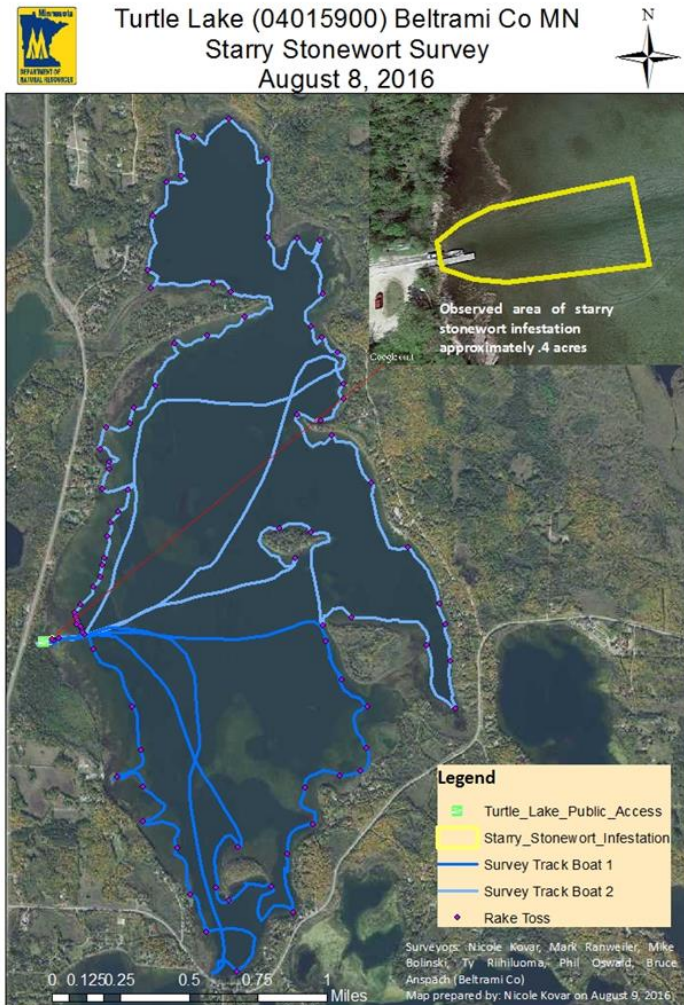 Minnesota
DEPARTMENT OF
NATURAL RESOURCES
Turtle Lake (04015900) Beltrami Co MN
Starry Stonewort Survey
August 8, 2016
N
Observed area of starry
stonewort infestation
approximately .4 acres
Legend
Turtle_Lake_Public_Access
Starry_Stonewort_Infestation
Survey Track Boat 1
Survey Track Boat 2
Rake Toss
Surveyors: Nicole Kovar, Mark Ranweiler, Mike
Bolinski, Ty Riihiluoma, Phil Oswald, Bruce
Anspach (Beltrami Co)
Map prepared by: Nicole Kovar on August 9, 2016
0 0.125 0.25 0.5 0.75 1
Miles